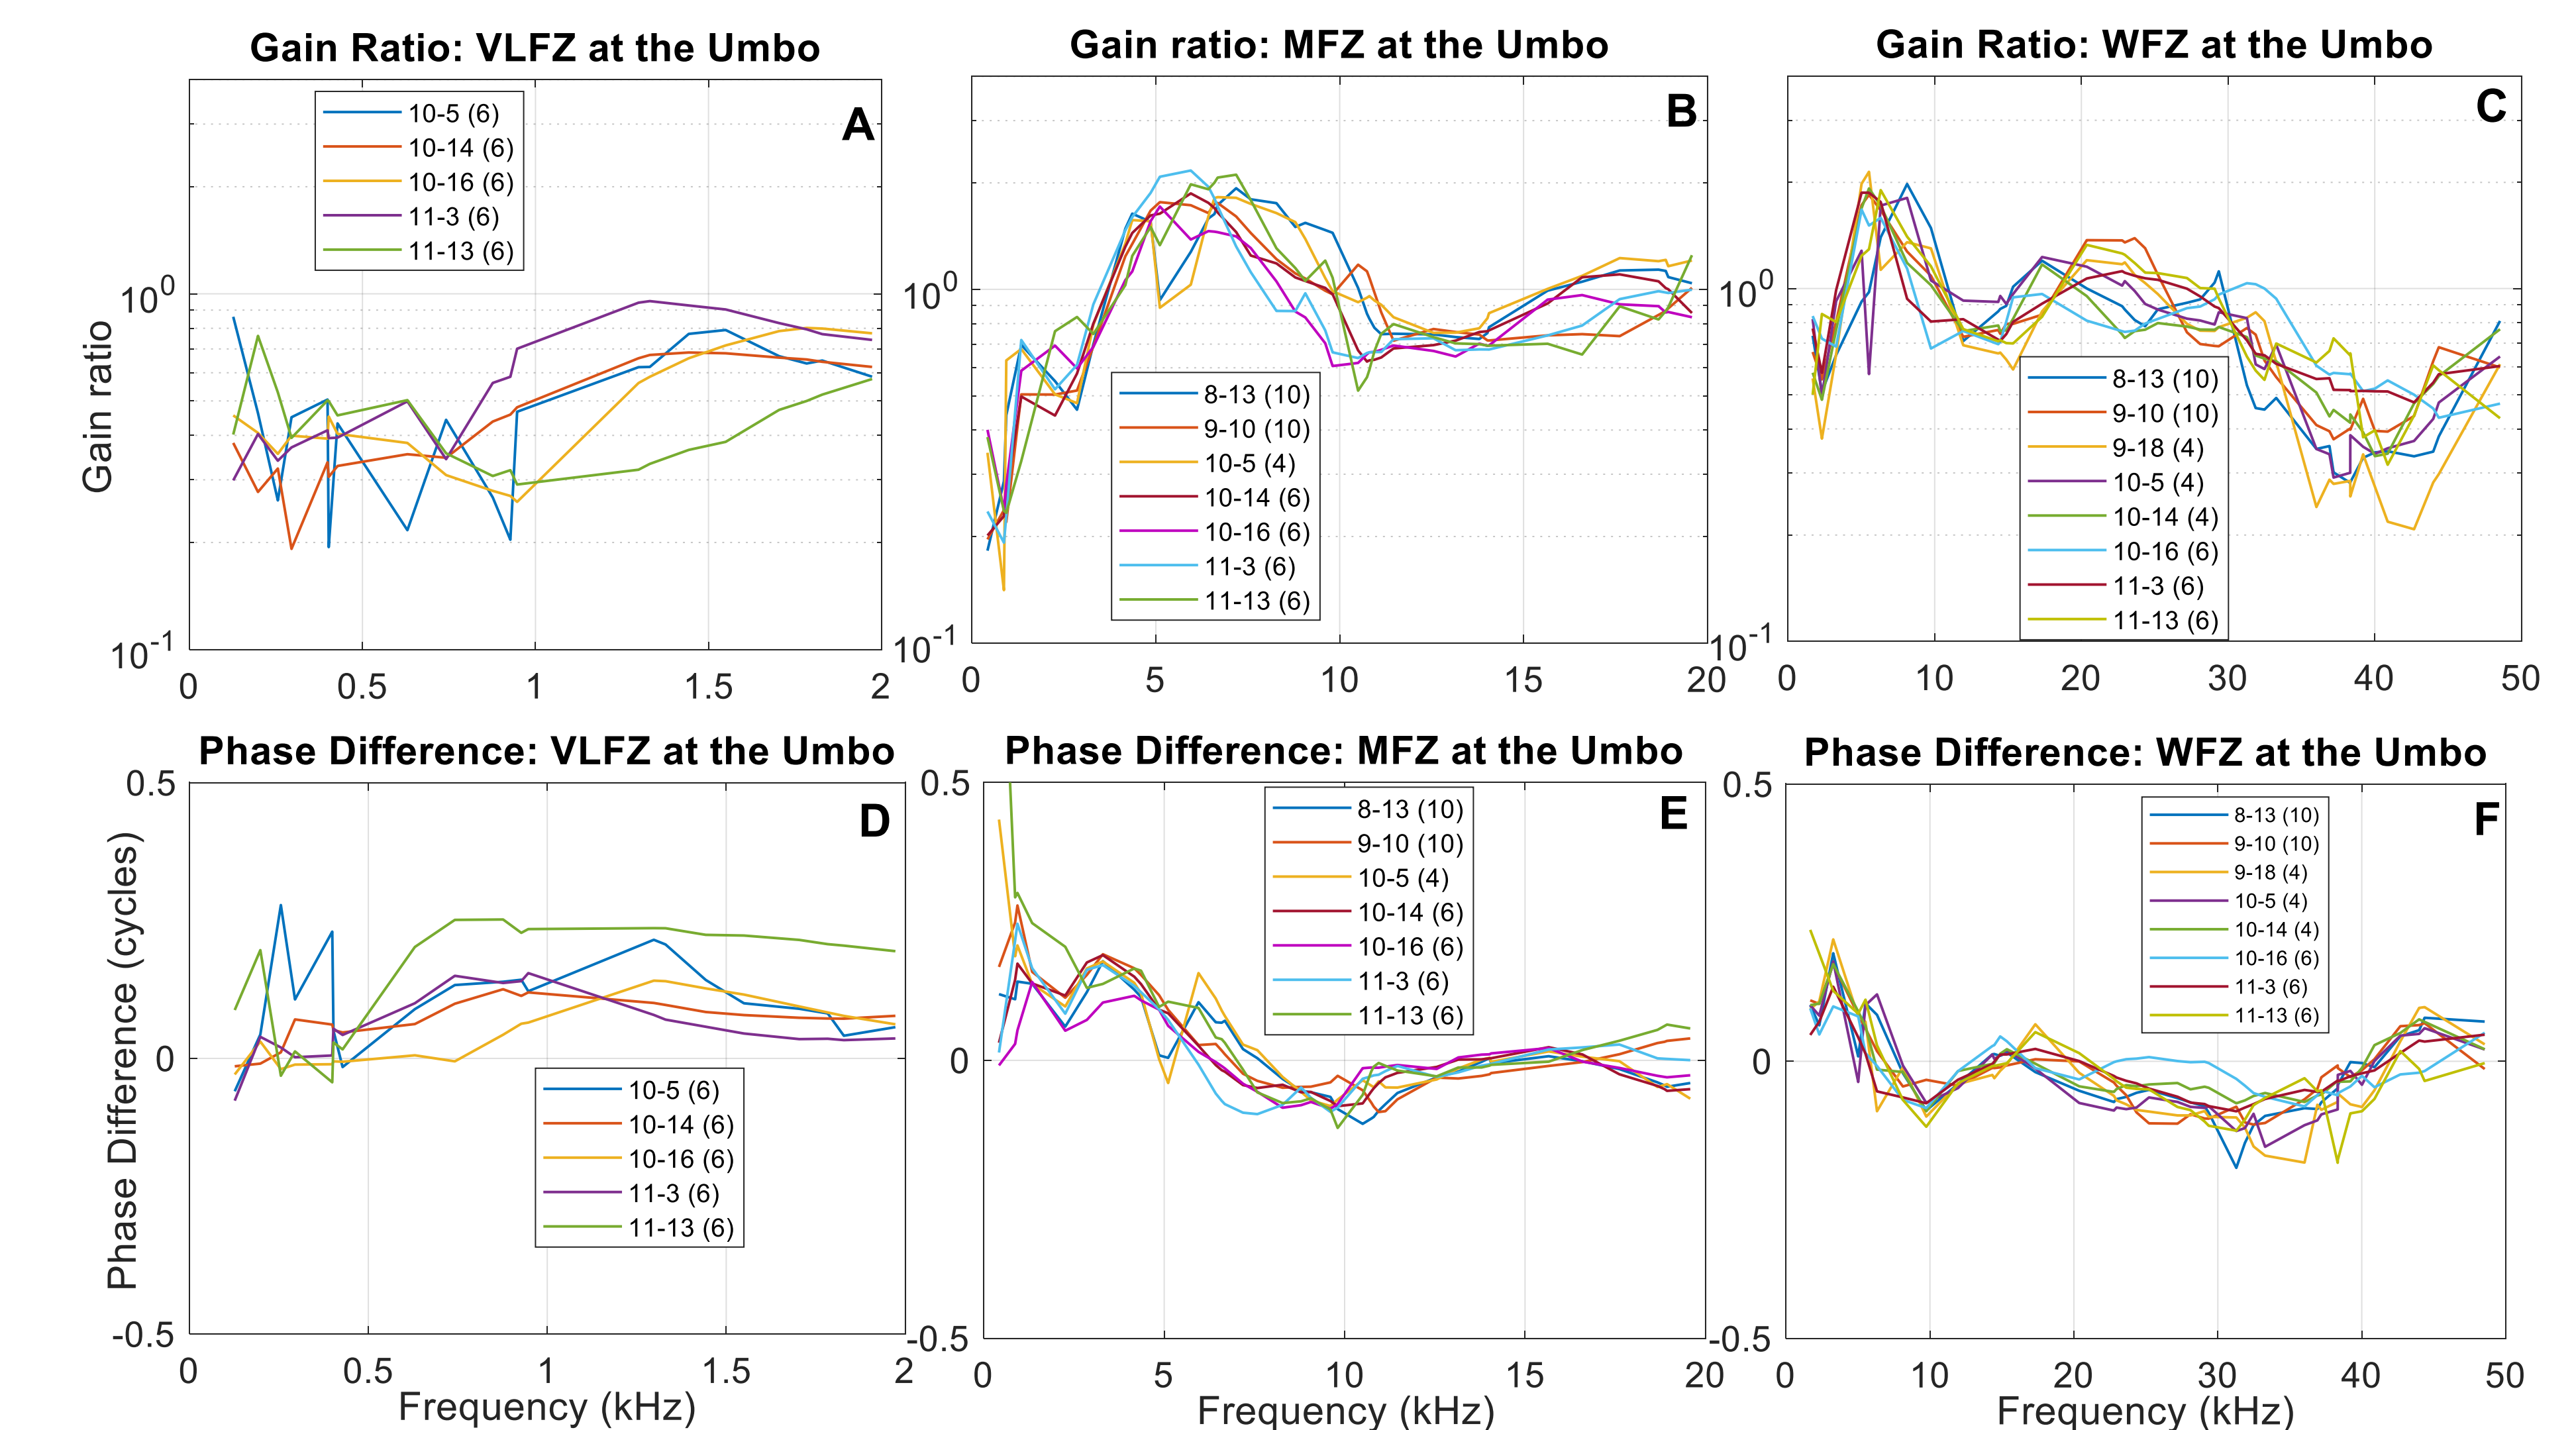 Gain Ratio: VLFZ at the Umbo
A
10-5 (6)
10-14 (6)
10-16 (6)
11-3 (6)
11-13 (6)
10^0
10^-1
Gain ratio
0 0.5 1 1.5 2
Gain ratio: MFZ at the Umbo
B
8-13 (10)
9-10 (10)
10-5 (4)
10-14 (6)
10-16 (6)
11-3 (6)
11-13 (6)
10^0
10^-1
0 5 10 15 20
Gain Ratio: WFZ at the Umbo
C
8-13 (10)
9-10 (10)
9-18 (4)
10-5 (4)
10-14 (4)
10-16 (6)
11-3 (6)
11-13 (6)
10^0
10^-1
0 10 20 30 40 50
Phase Difference: VLFZ at the Umbo
D
10-5 (6)
10-14 (6)
10-16 (6)
11-3 (6)
11-13 (6)
0.5
0
-0.5
Phase Difference (cycles)
0 0.5 1 1.5 2
Frequency (kHz)
Phase Difference: MFZ at the Umbo
E
8-13 (10)
9-10 (10)
10-5 (4)
10-14 (6)
10-16 (6)
11-3 (6)
11-13 (6)
0.5
0
-0.5
0 5 10 15 20
Frequency (kHz)
Phase Difference: WFZ at the Umbo
F
8-13 (10)
9-10 (10)
9-18 (4)
10-5 (4)
10-14 (4)
10-16 (6)
11-3 (6)
11-13 (6)
0.5
0
-0.5
0 10 20 30 40 50
Frequency (kHz)